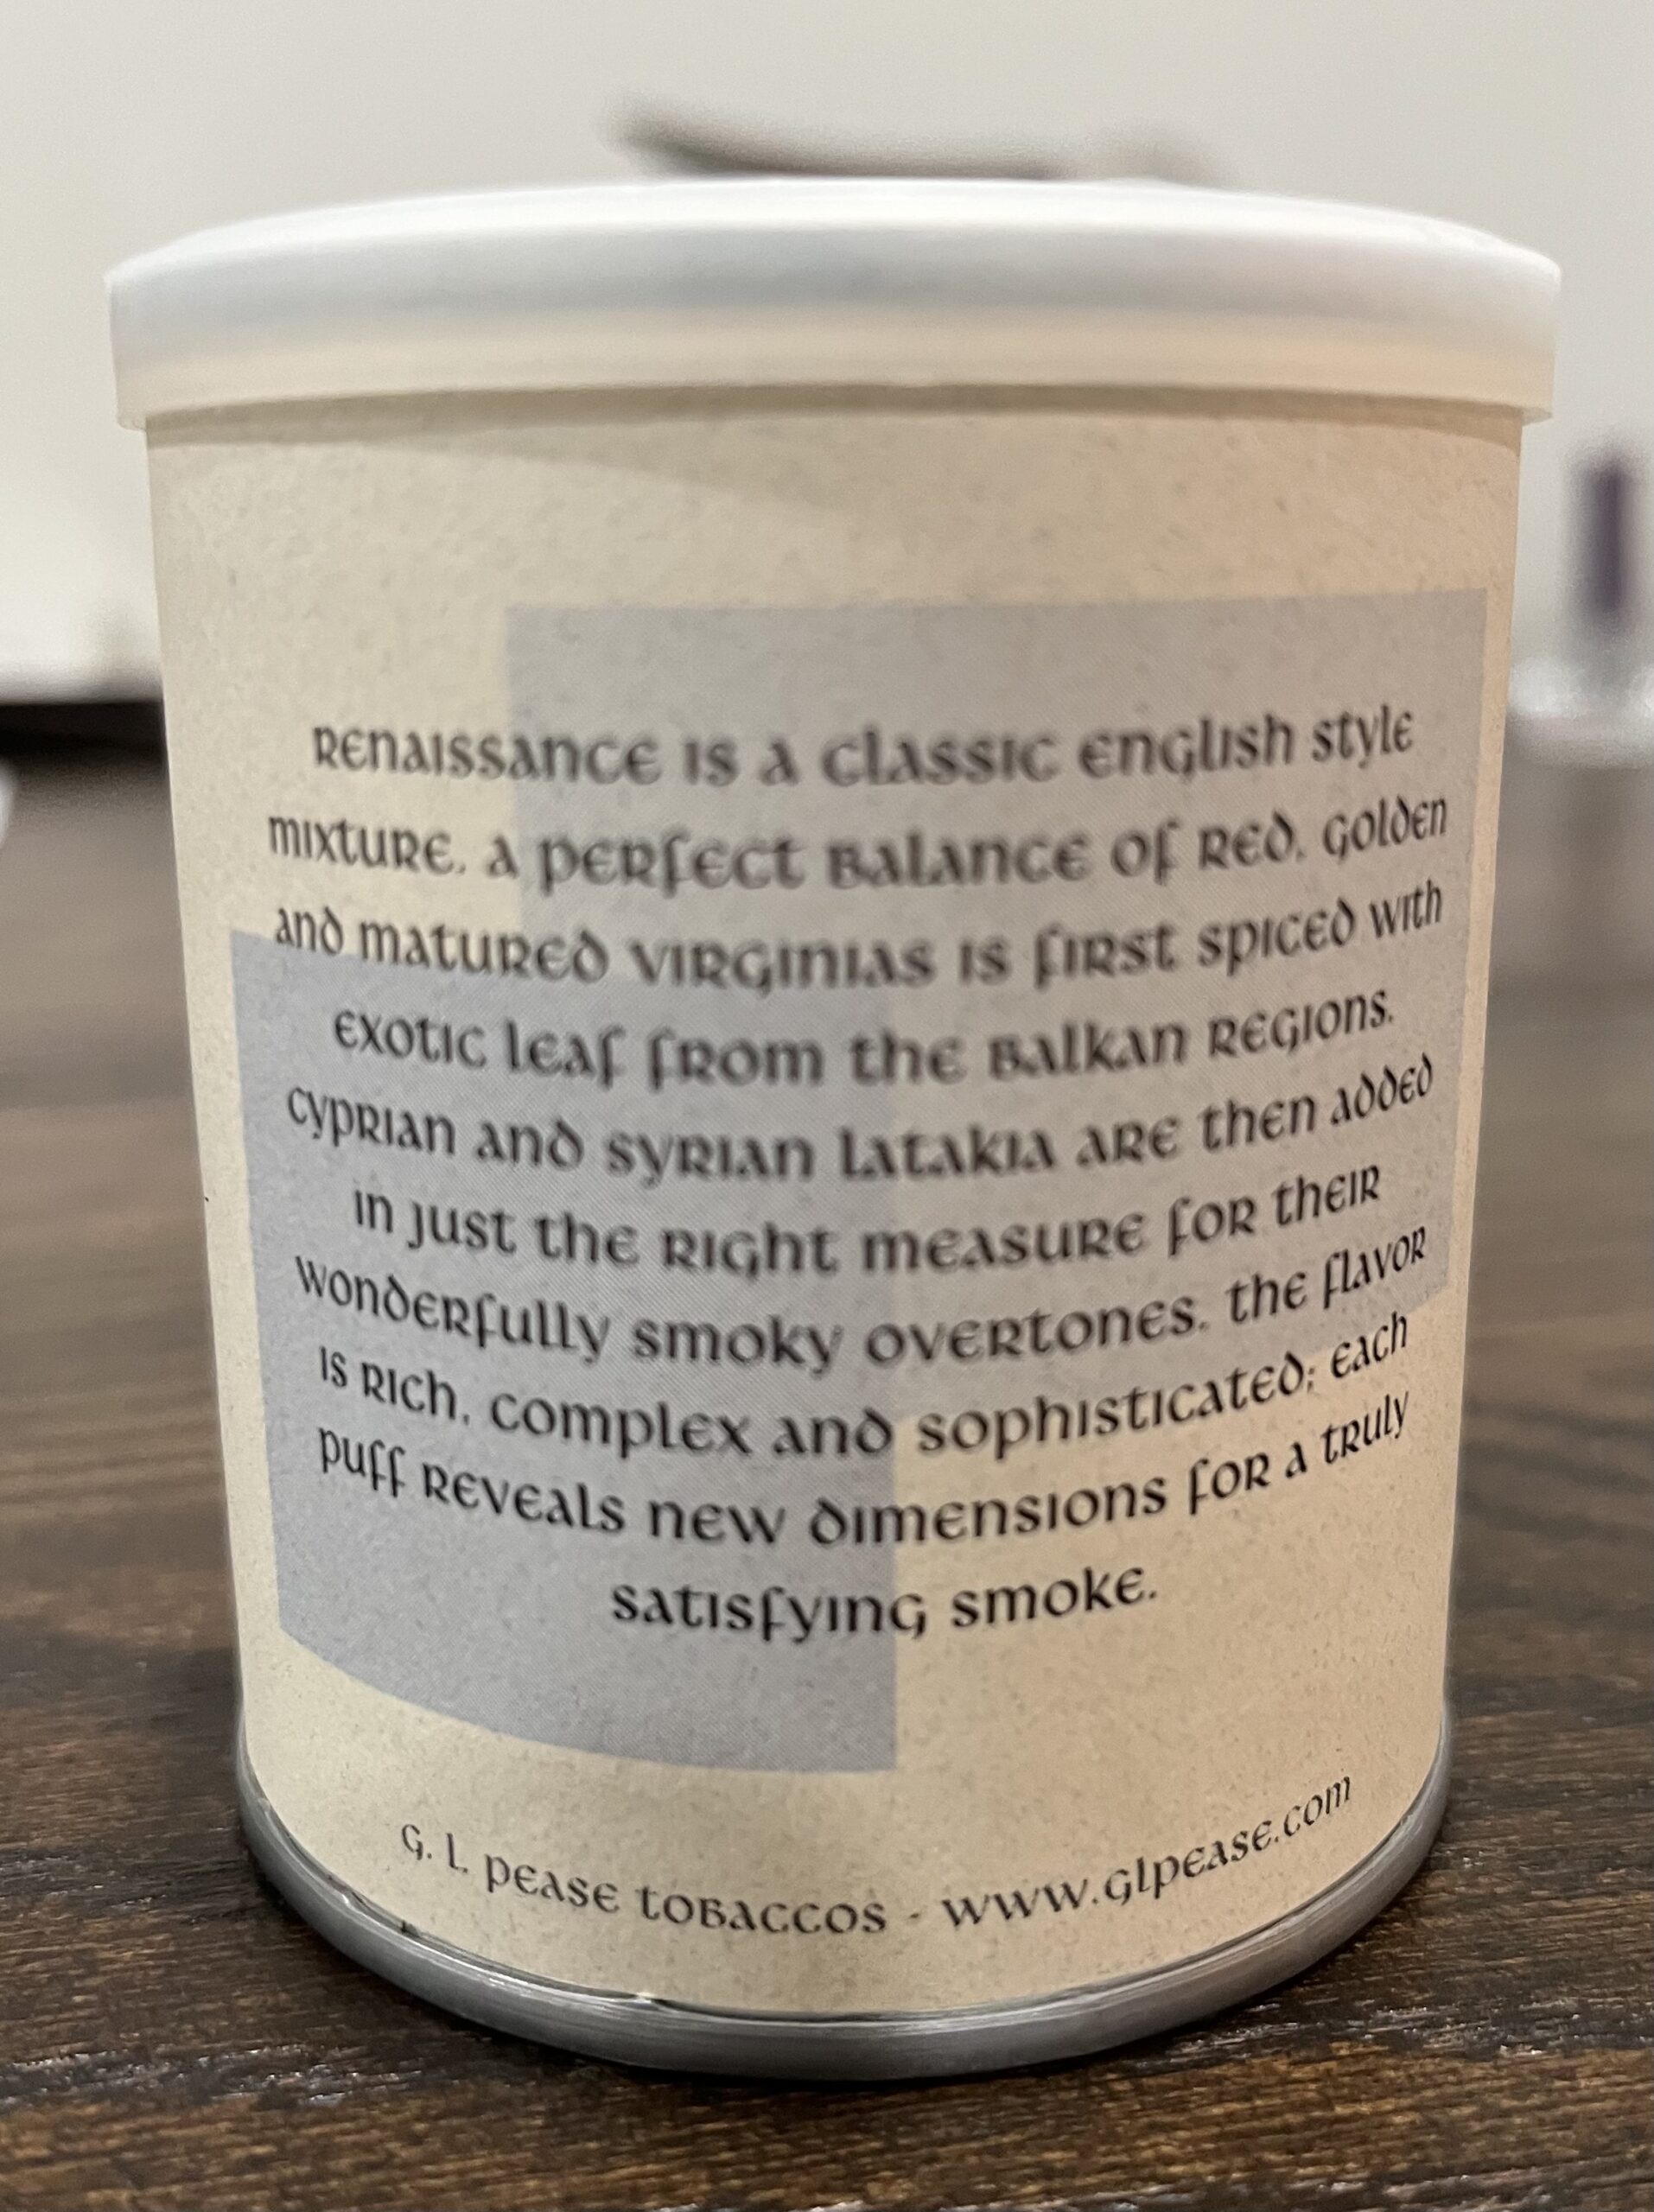 Renaissance is a classic English style
mixture. A perfect balance of red, golden
and matured Virginias is first spiced with
exotic leaf from the Balkan regions.
Cyprian and Syrian Latakia are then added
in just the right measure for their
wonderfully smoky overtones. The flavor
is rich, complex and sophisticated; each
puff reveals new dimensions for a truly
satisfying smoke.
G. L. Pease Tobaccos - www.glpease.com